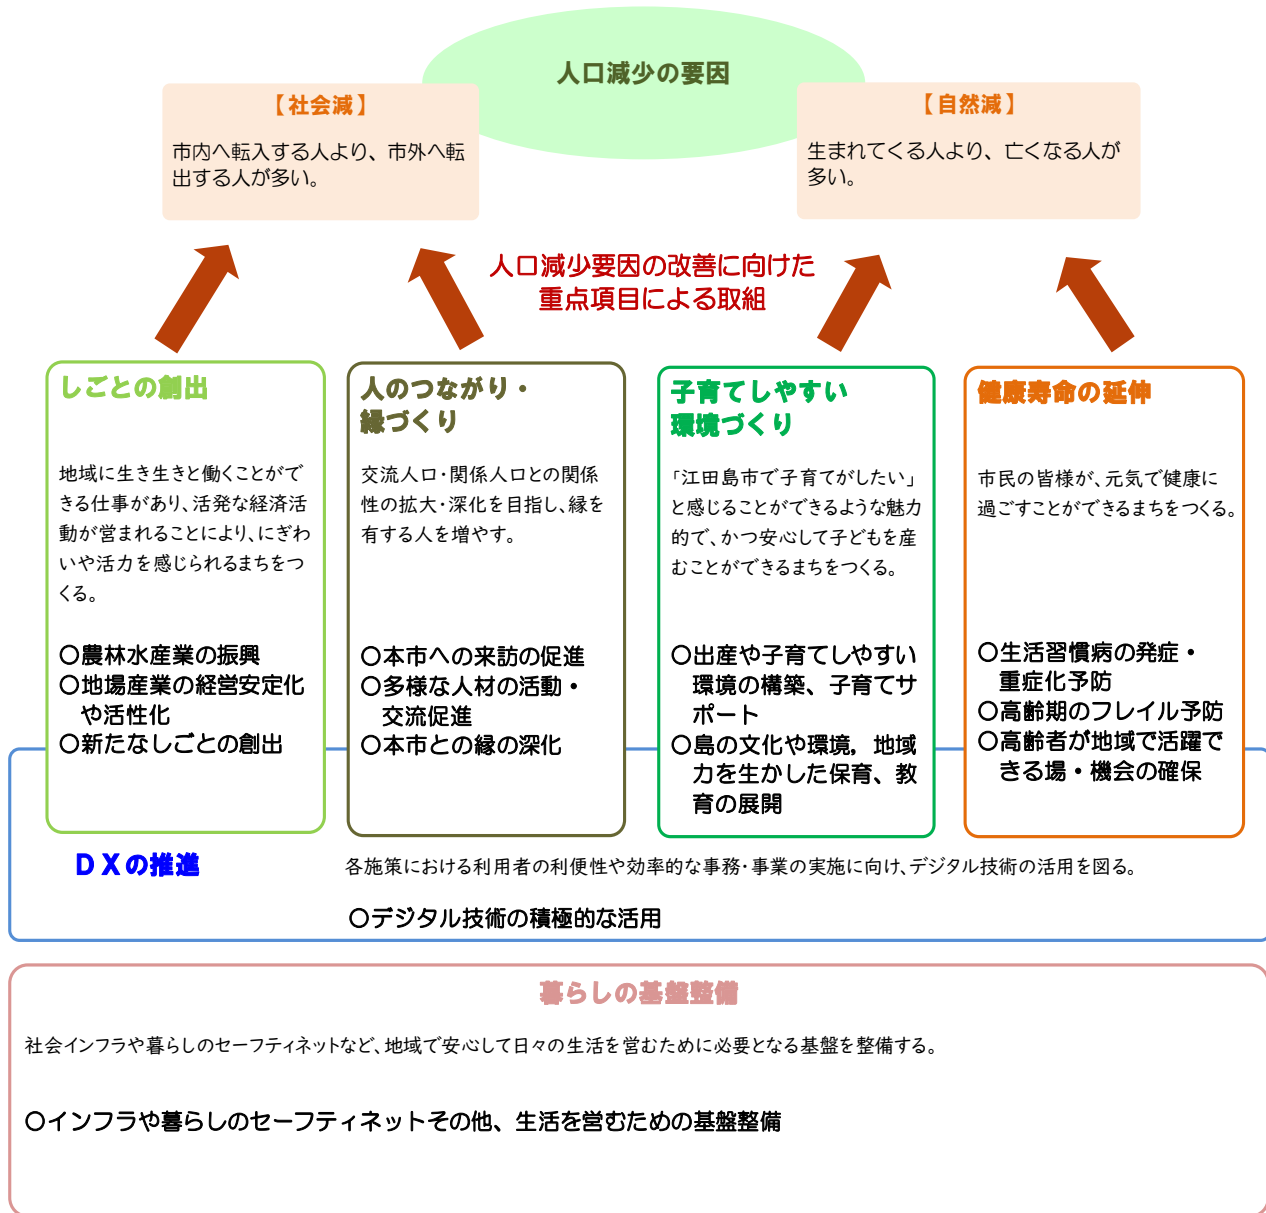 人口減少の要因
【社会減】
市内へ転入する人より、市外へ転
出する人が多い。
【自然減】
生まれてくる人より、亡くなる人が
多い。
人口減少要因の改善に向けた
重点項目による取組
しごとの創出
地域に生き生きと働くことがで
きる仕事があり、活発な経済活
動が営まれることにより、にぎわ
いや活力を感じられるまちをつ
くる。
〇農林水産業の振興
〇地場産業の経営安定化
や活性化
〇新たなしごとの創出
人のつながり・
縁づくり
交流人口・関係人口との関係
性の拡大・深化を目指し、縁を
有する人を増やす。
〇本市への来訪の促進
〇多様な人材の活動・
交流促進
〇本市との縁の深化
子育てしやすい
環境づくり
「江田島市で子育てがしたい」
と感じることができるような魅力
的で、かつ安心して子どもを産
むことができるまちをつくる。
〇出産や子育てしやすい
環境の構築、子育てサ
ポート
〇島の文化や環境，地域
力を生かした保育、教
育の展開
健康寿命の延伸
市民の皆様が、元気で健康に
過ごすことができるまちをつくる。
〇生活習慣病の発症・
重症化予防
〇高齢期のフレイル予防
〇高齢者が地域で活躍で
きる場・機会の確保
ＤＸの推進
各施策における利用者の利便性や効率的な事務・事業の実施に向け、デジタル技術の活用を図る。
〇デジタル技術の積極的な活用
暮らしの基盤整備
社会インフラや暮らしのセーフティネットなど、地域で安心して日々の生活を営むために必要となる基盤を整備する。
〇インフラや暮らしのセーフティネットその他、生活を営むための基盤整備